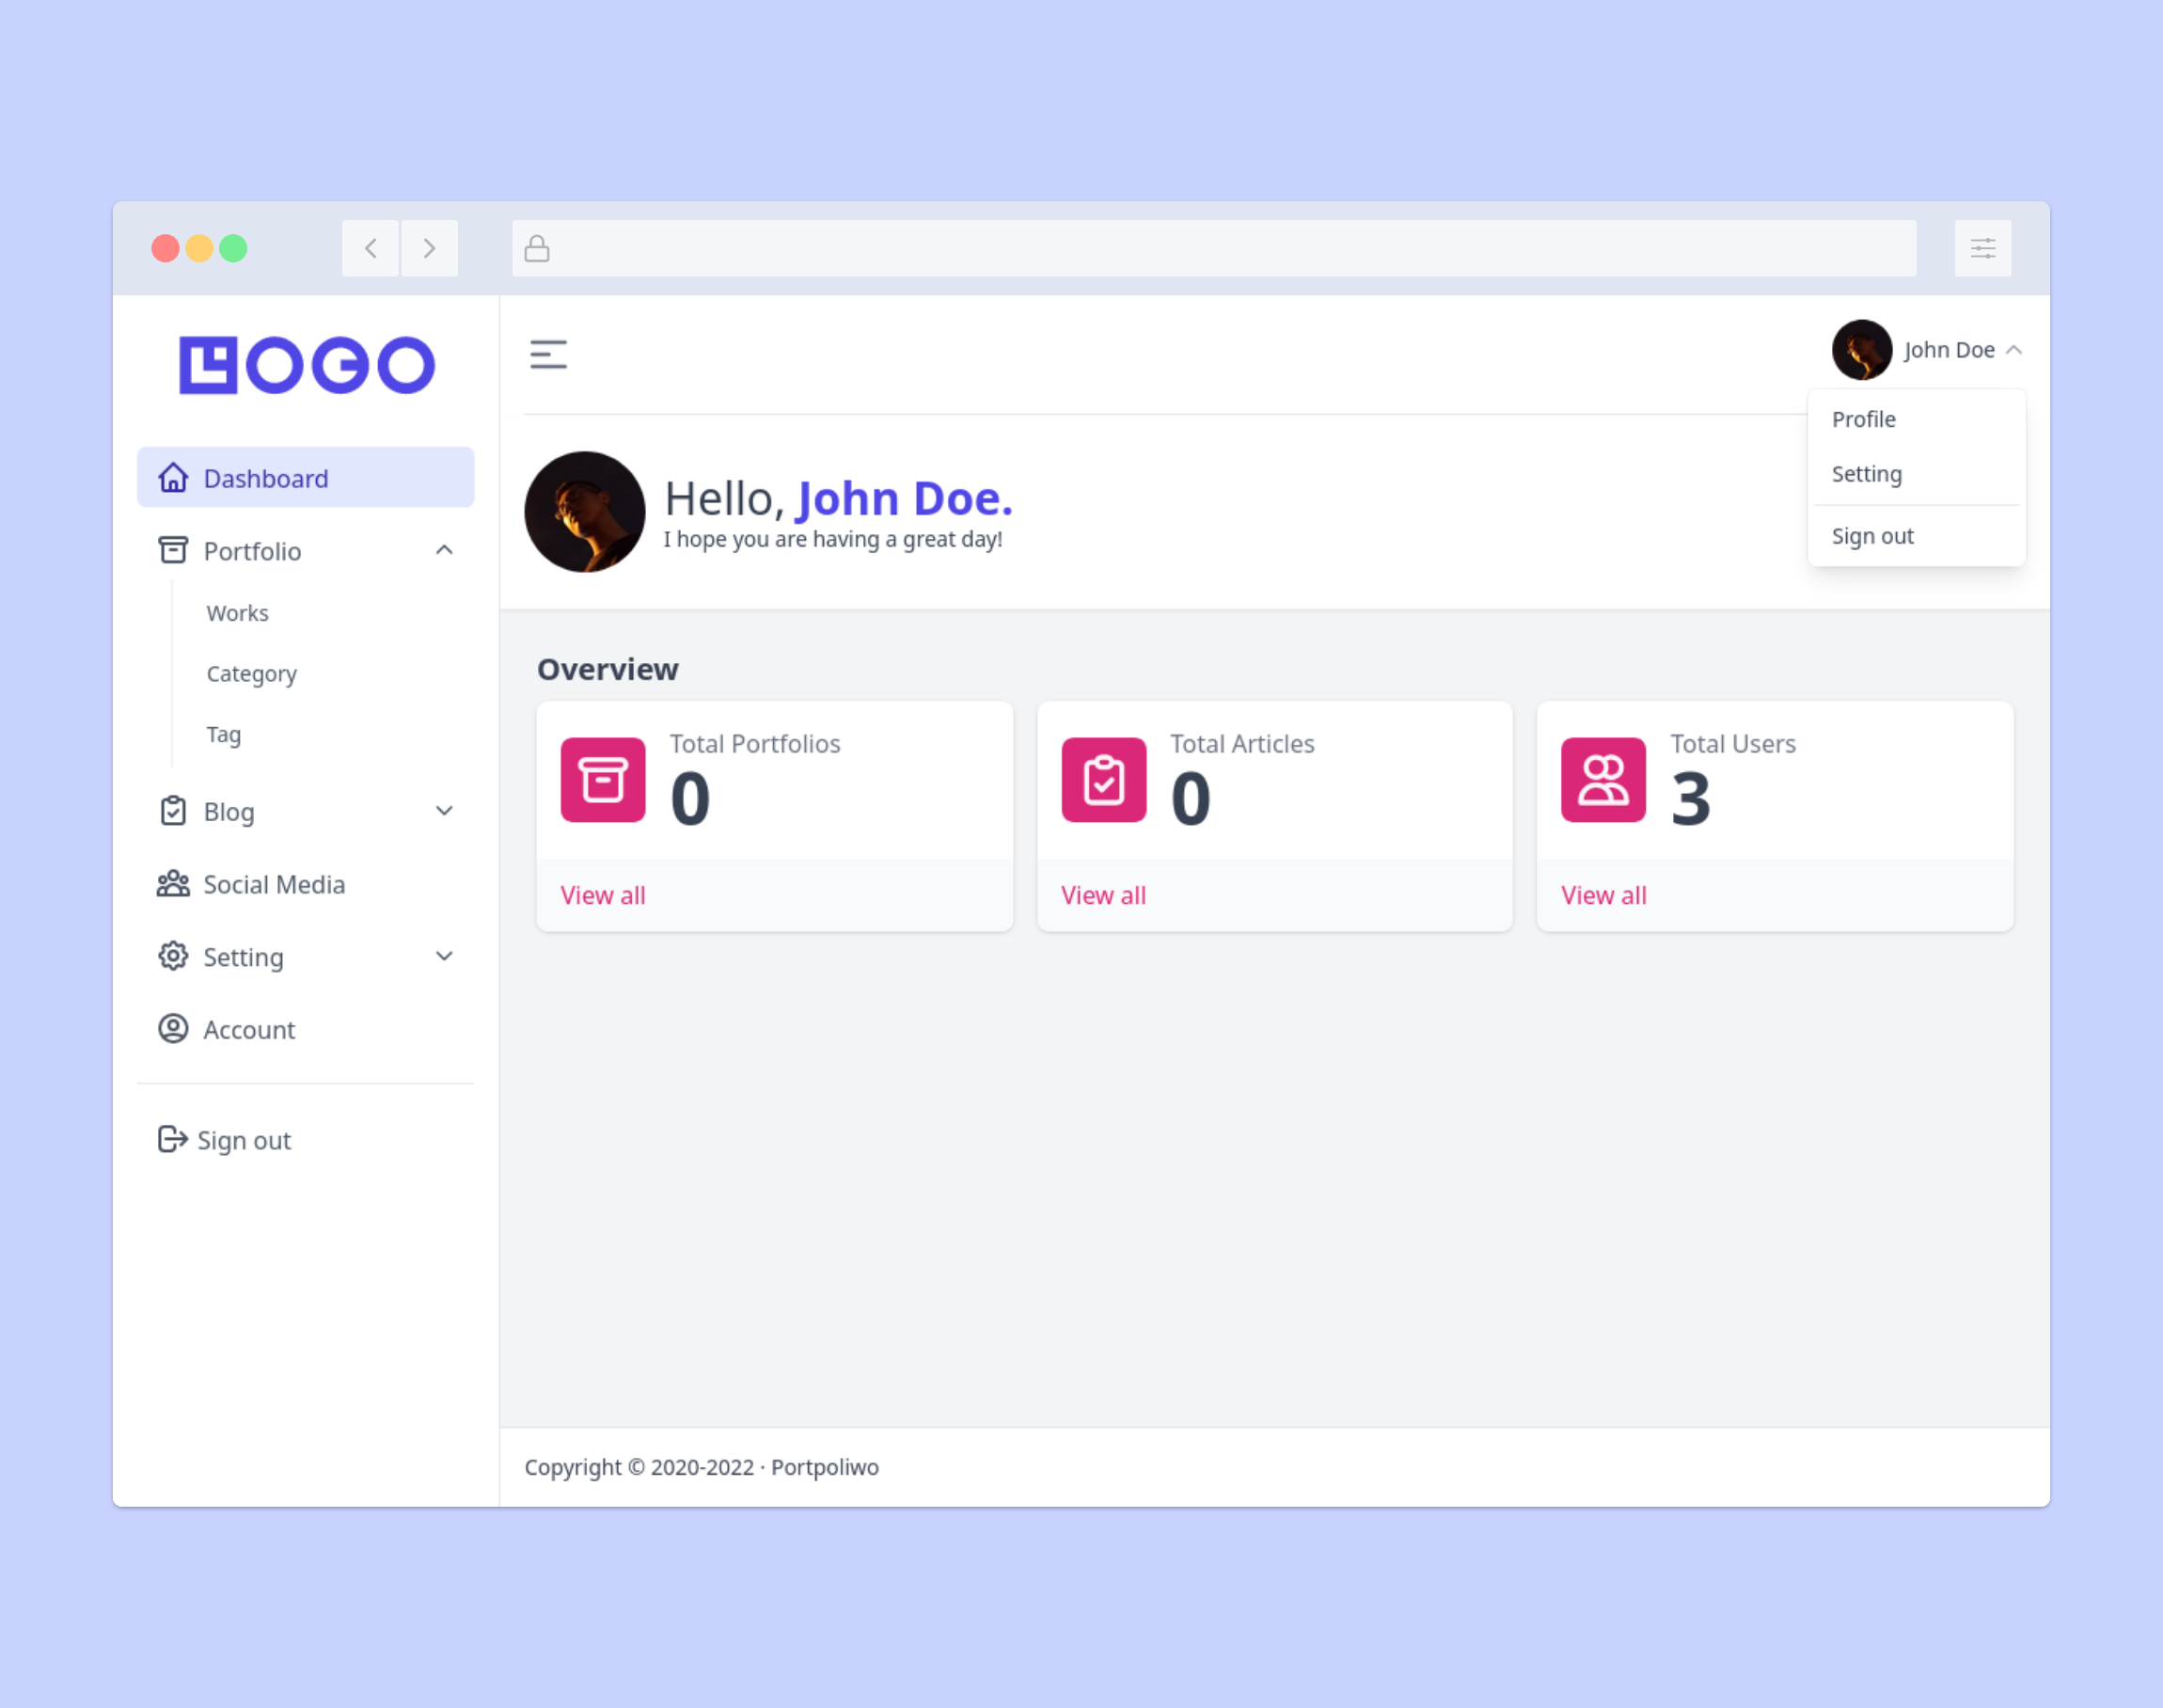 LOGO
Dashboard
Portfolio
Works
Category
Tag
Blog
Social Media
Setting
Account
Sign out
John Doe
Profile
Setting
Sign out
Hello, John Doe.
I hope you are having a great day!
Overview
Total Portfolios
0
View all
Total Articles
0
View all
Total Users
3
View all
Copyright © 2020-2022 · Portpoliwo